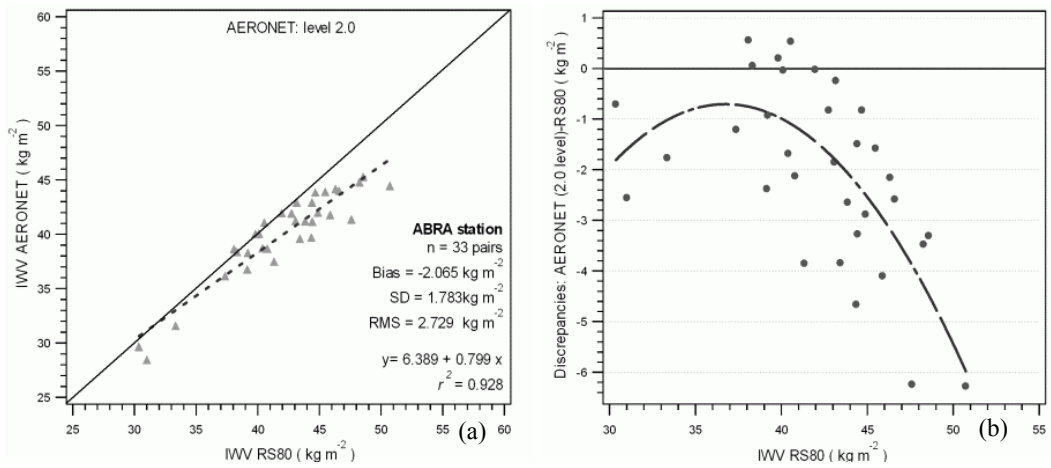 AERONET: level 2.0
IWV AERONET ( kg m⁻² )
60
55
50
45
40
35
30
25
ABRA station
n = 33 pairs
Bias = -2.065 kg m⁻²
SD = 1.783kg m⁻²
RMS = 2.729 kg m⁻²
y= 6.389 + 0.799 x
r² = 0.928
25 30 35 40 45 50 55 60
IWV RS80 ( kg m⁻² )
(a)
Discrepancies: AERONET (2.0 level)-RS80 ( kg m⁻² )
1
0
-1
-2
-3
-4
-5
-6
30 35 40 45 50 55
IWV RS80 ( kg m⁻² )
(b)